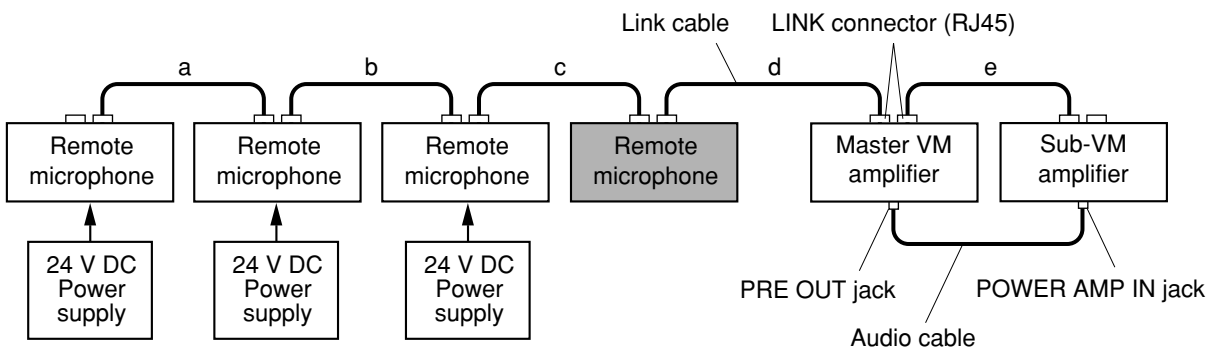 Link cable
LINK connector (RJ45)
a
b
c
d
e
Remote
microphone
Remote
microphone
Remote
microphone
Remote
microphone
Master VM
amplifier
Sub-VM
amplifier
24 V DC
Power
supply
24 V DC
Power
supply
24 V DC
Power
supply
PRE OUT jack
POWER AMP IN jack
Audio cable